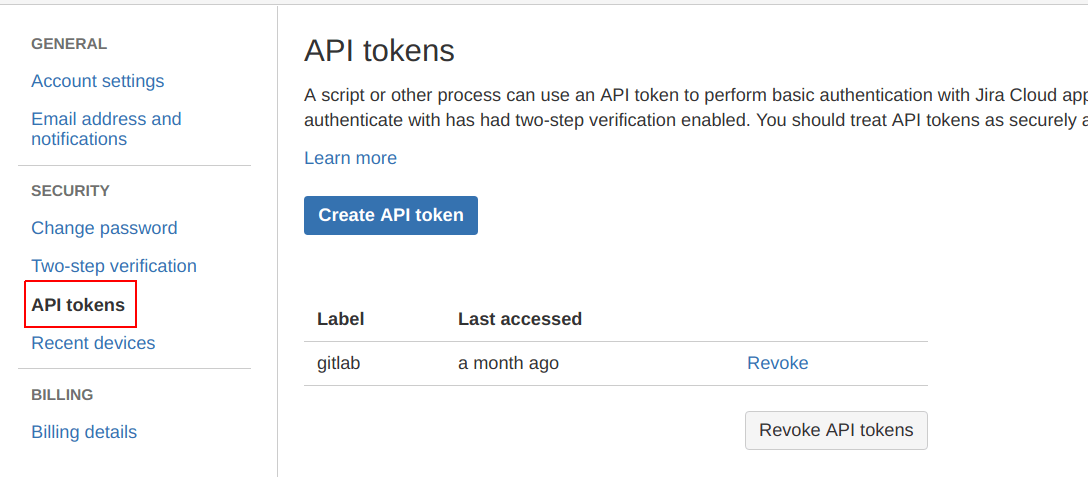 GENERAL
Account settings
Email address and
notifications
SECURITY
Change password
Two-step verification
API tokens
Recent devices
BILLING
Billing details
API tokens
A script or other process can use an API token to perform basic authentication with Jira Cloud app
authenticate with has had two-step verification enabled. You should treat API tokens as securely a
Learn more
Create API token
Label Last accessed
gitlab a month ago Revoke
Revoke API tokens